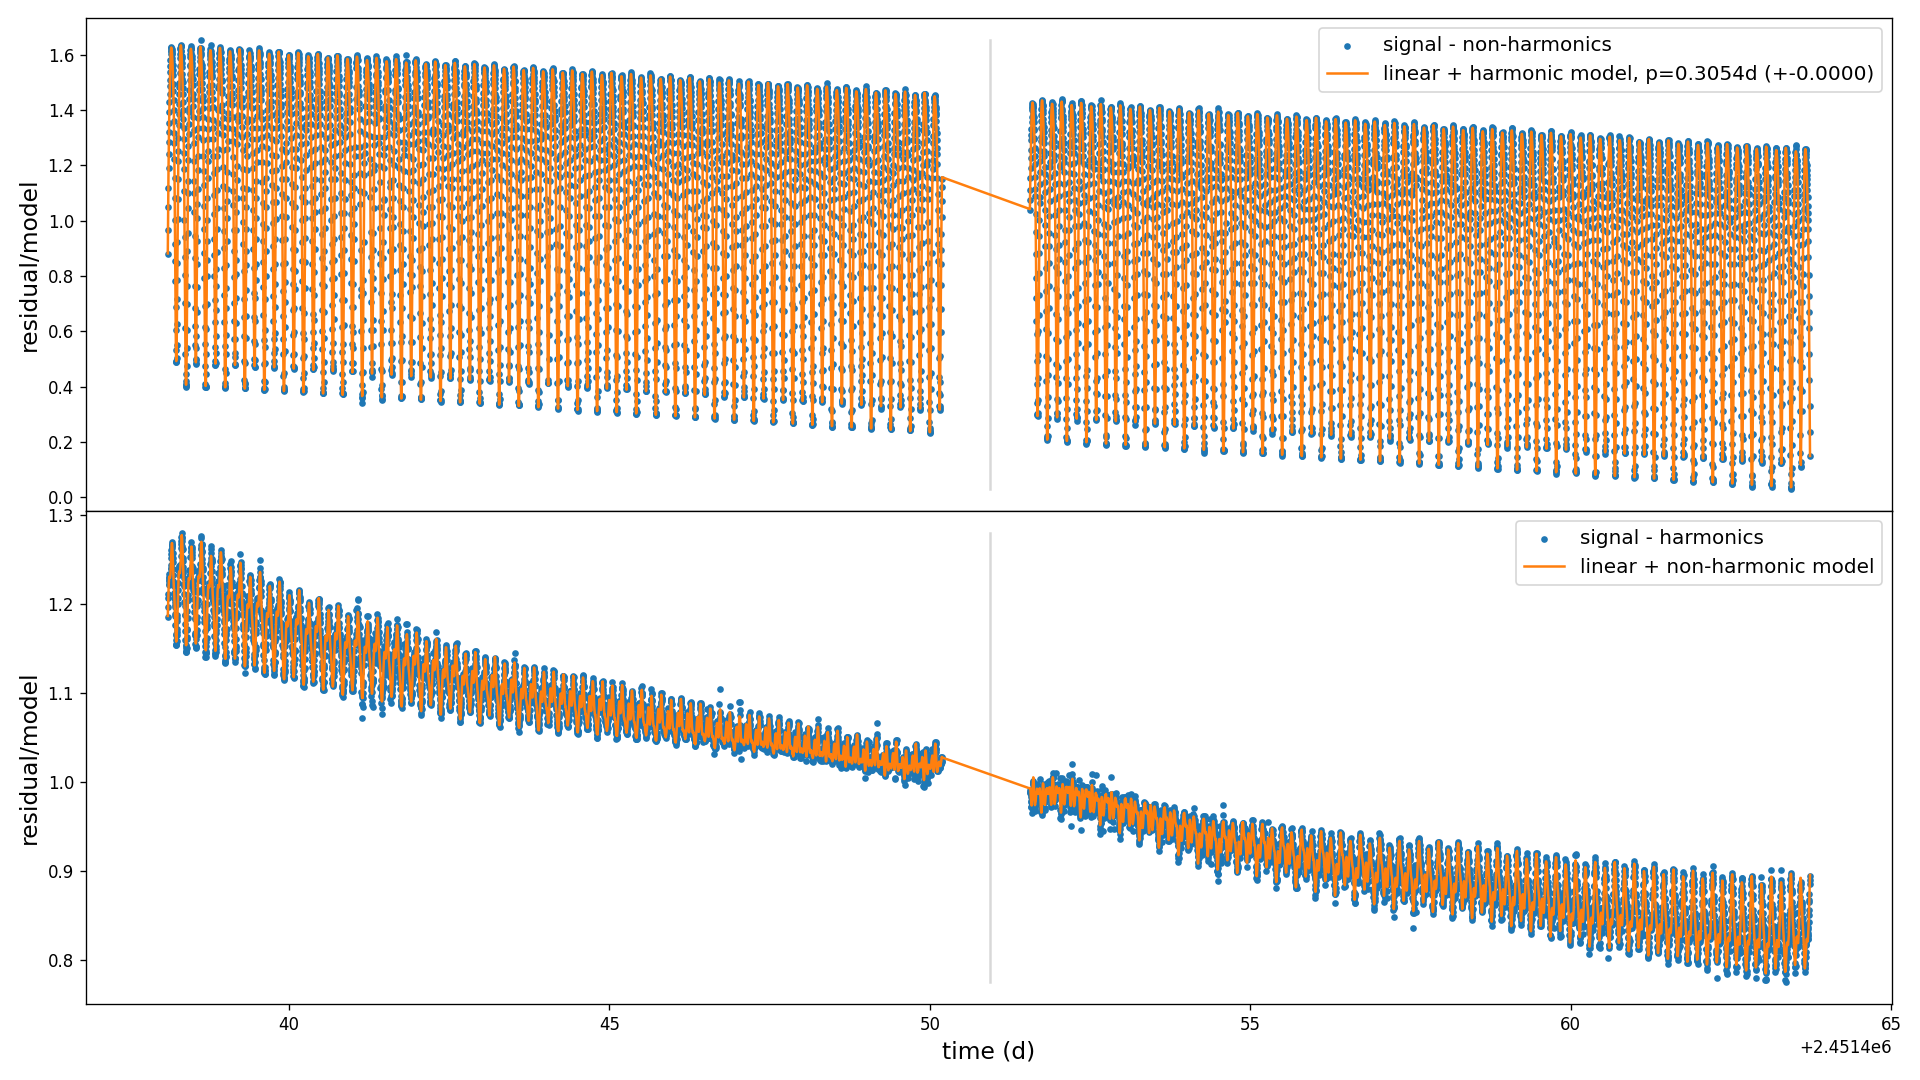 signal - non-harmonics
linear + harmonic model, p=0.3054d (+-0.0000)
residual/model
1.6
1.4
1.2
1.0
0.8
0.6
0.4
0.2
0.0
signal - harmonics
linear + non-harmonic model
residual/model
1.3
1.2
1.1
1.0
0.9
0.8
40
45
50
55
60
65
+2.4514e6
time (d)